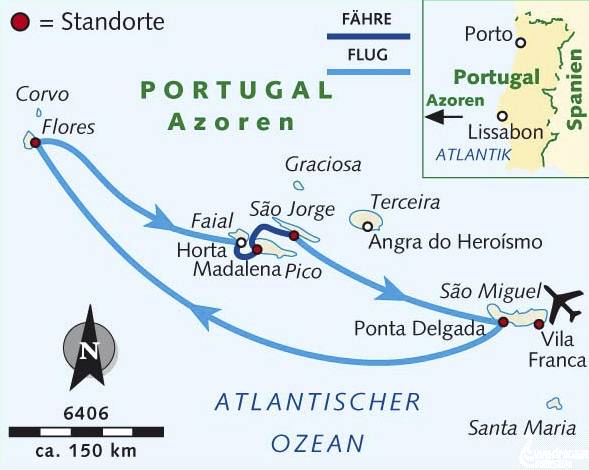 = Standorte
FÄHRE
FLUG
Porto
Portugal
Azoren
Spanien
Lissabon
ATLANTIK
PORTUGAL
Azoren
Corvo
Flores
Graciosa
São Jorge
Terceira
Faial
Horta
Angra do Heroísmo
Madalena
Pico
São Miguel
Ponta Delgada
Vila
Franca
N
6406
ca. 150 km
ATLANTISCHER
OZEAN
Santa Maria